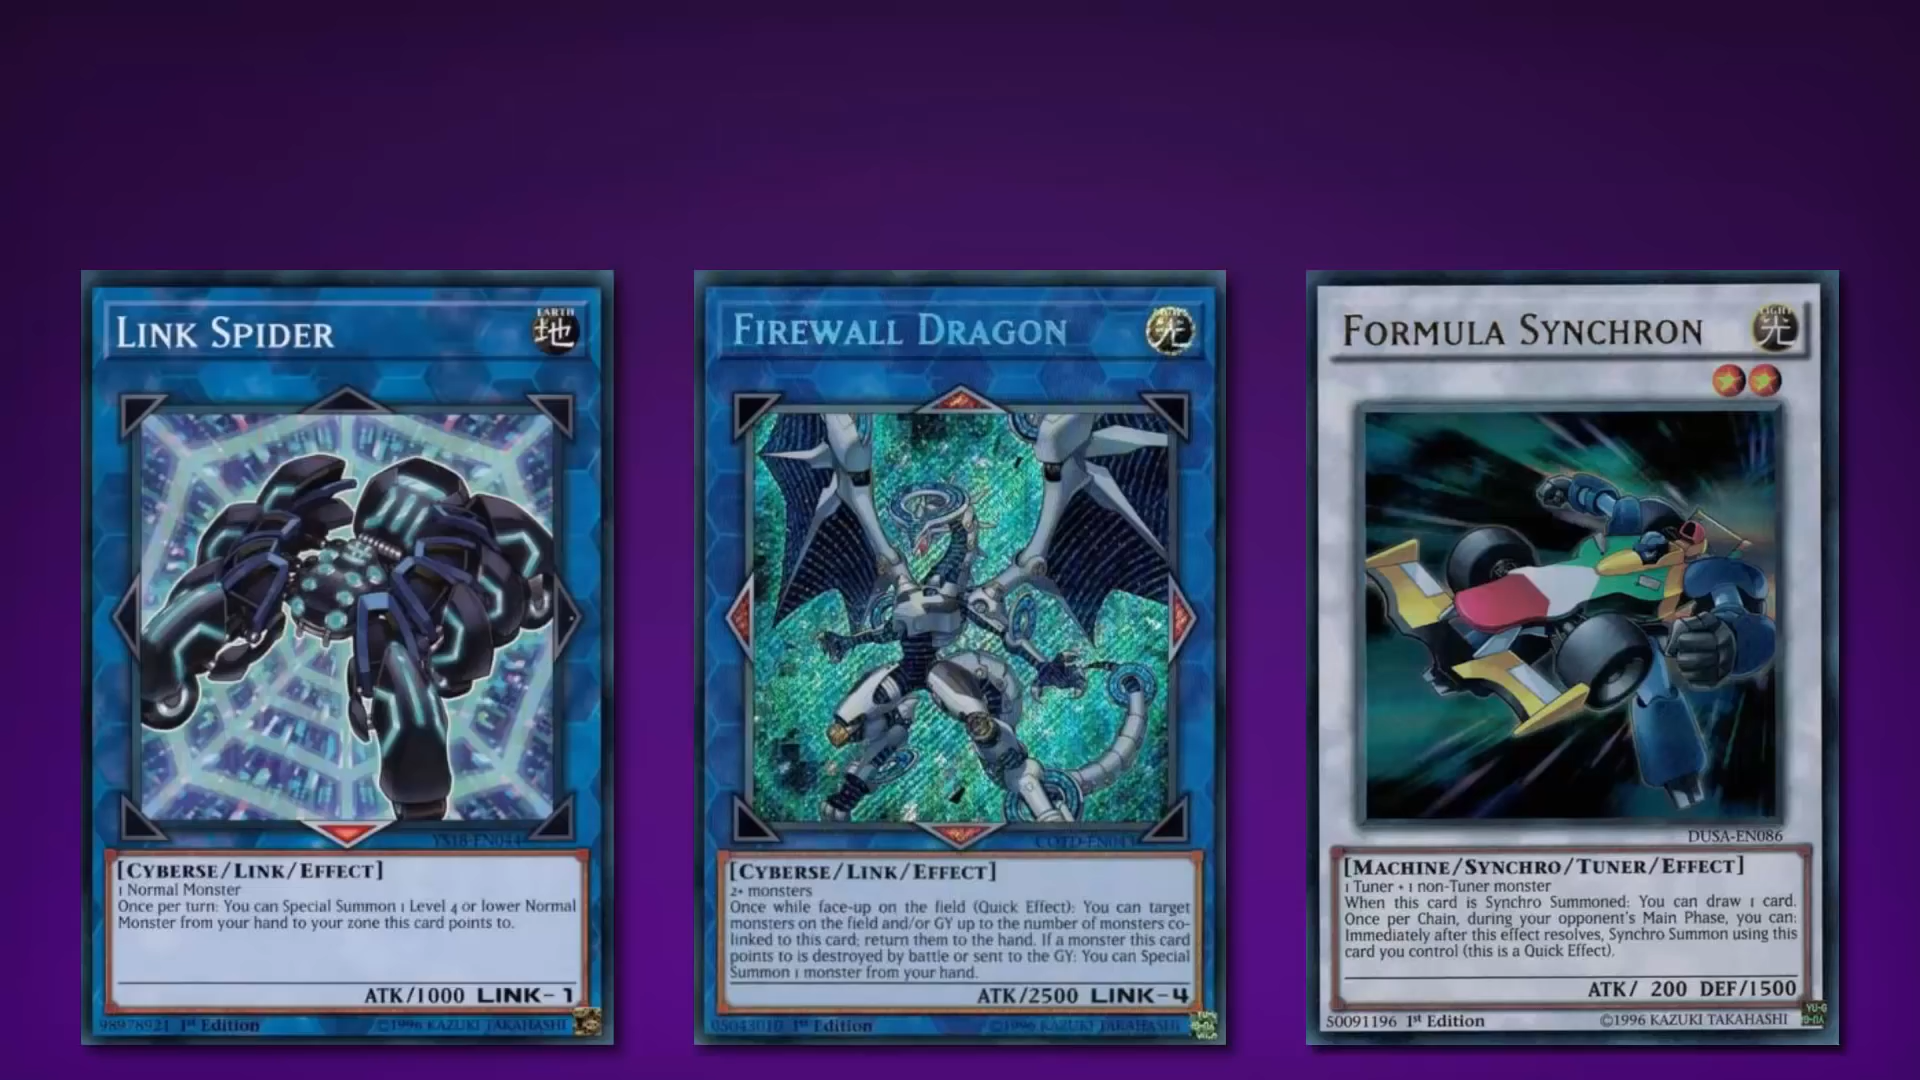 LINK SPIDER
EARTH
地
YS18-EN044
[CYBERSE/LINK/EFFECT]
1 Normal Monster
Once per turn: You can Special Summon 1 Level 4 or lower Normal
Monster from your hand to your zone this card points to.
ATK/1000 LINK-1
98978921 1st Edition
©1996 KAZUKI TAKAHASHI
FIREWALL DRAGON
光
[CYBERSE/LINK/EFFECT]
2+ monsters
Once while face-up on the field (Quick Effect): You can target
monsters on the field and/or GY up to the number of monsters co-
linked to this card; return them to the hand. If a monster this card
points to is destroyed by battle or sent to the GY: You can Special
Summon 1 monster from your hand.
ATK/2500 LINK-4
05043010 1st Edition
©1996 KAZUKI TAKAHASHI
FORMULA SYNCHRON
LIGHT
光
DUSA-EN086
[MACHINE/SYNCHRO/TUNER/EFFECT]
1 Tuner + 1 non-Tuner monster
When this card is Synchro Summoned: You can draw 1 card.
Once per Chain, during your opponent's Main Phase, you can:
Immediately after this effect resolves, Synchro Summon using this
card you control (this is a Quick Effect).
ATK/ 200 DEF/1500
50091196 1st Edition
©1996 KAZUKI TAKAHASHI